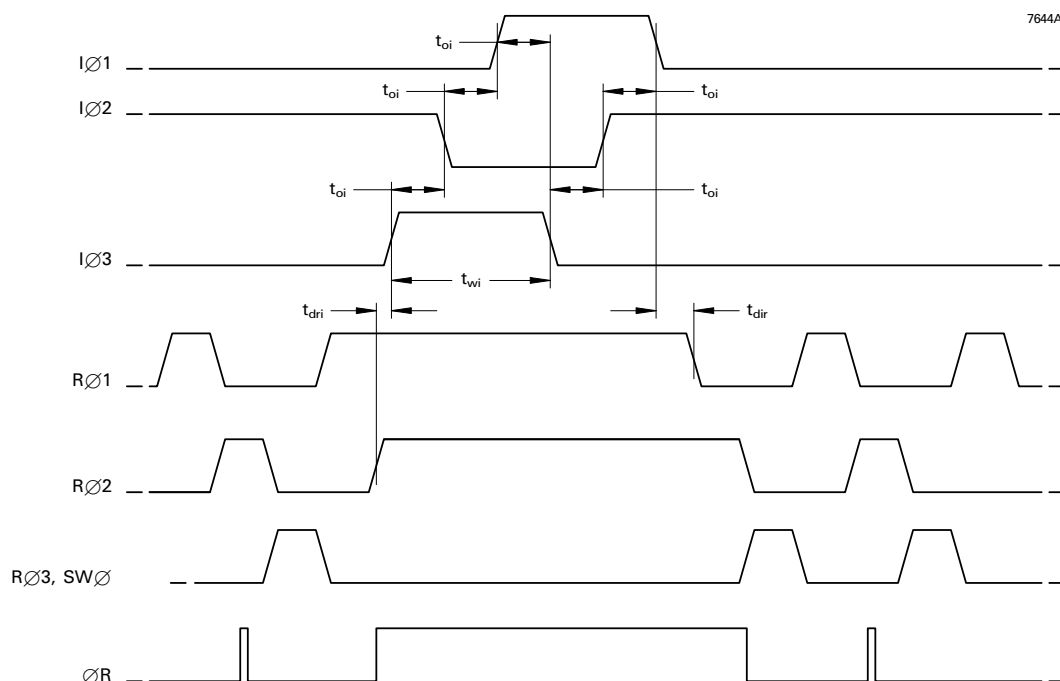 7644A
t_oi
IØ1
t_oi t_oi
IØ2
t_oi t_oi
IØ3
t_wi
t_dri t_dir
RØ1
RØ2
RØ3, SWØ
ØR